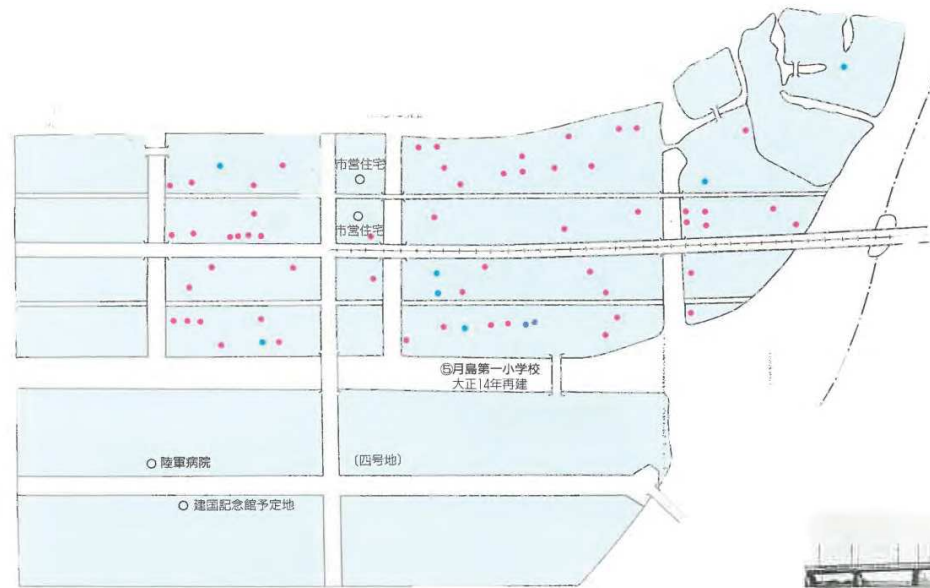 市営住宅
市営住宅
⑤月島第一小学校
大正14年再建
陸軍病院
〔四号地〕
建国記念館予定地